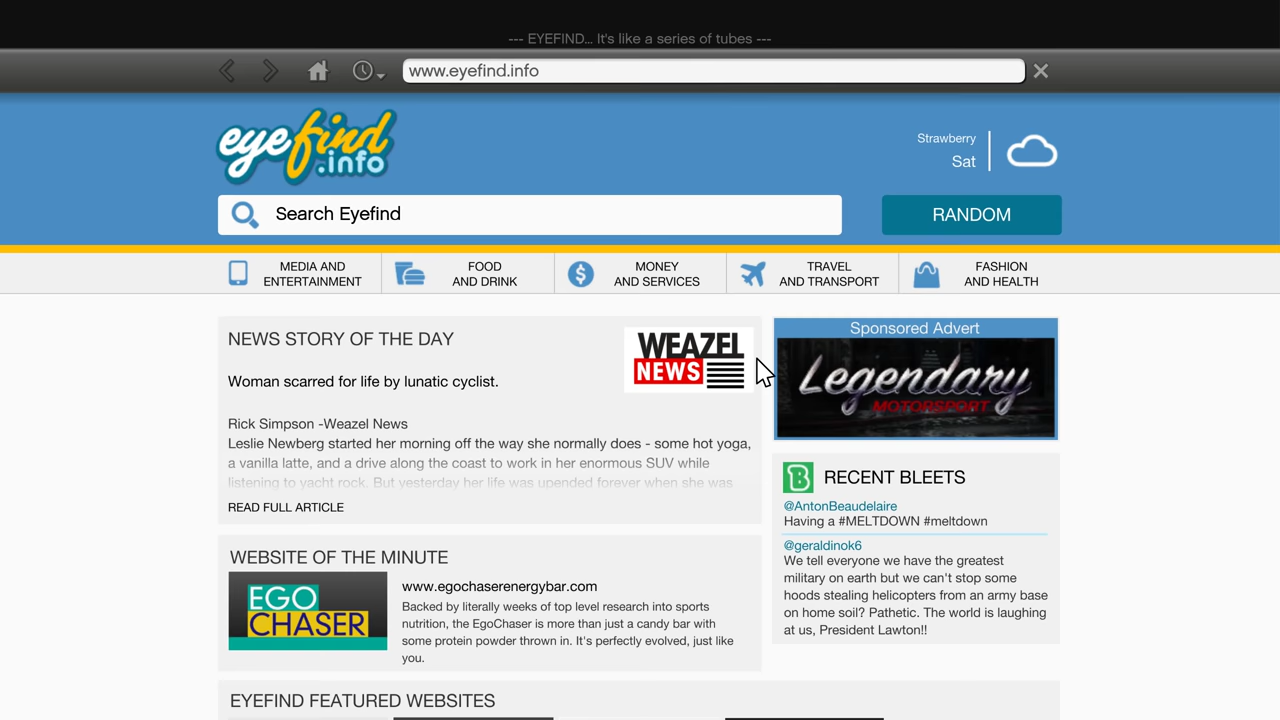 --- EYEFIND... It's like a series of tubes ---
www.eyefind.info
eyefind
.info
Strawberry
Sat
Search Eyefind
RANDOM
MEDIA AND
ENTERTAINMENT
FOOD
AND DRINK
MONEY
AND SERVICES
TRAVEL
AND TRANSPORT
FASHION
AND HEALTH
NEWS STORY OF THE DAY
WEAZEL
NEWS
Woman scarred for life by lunatic cyclist.
Rick Simpson -Weazel News
Leslie Newberg started her morning off the way she normally does - some hot yoga,
a vanilla latte, and a drive along the coast to work in her enormous SUV while
listening to yacht rock. But yesterday her life was upended forever when she was
READ FULL ARTICLE
Sponsored Advert
Legendary
MOTORSPORT
RECENT BLEETS
@AntonBeaudelaire
Having a #MELTDOWN #meltdown
@geraldinok6
We tell everyone we have the greatest
military on earth but we can't stop some
hoods stealing helicopters from an army base
on home soil? Pathetic. The world is laughing
at us, President Lawton!!
WEBSITE OF THE MINUTE
EGO
CHASER
www.egochaserenergybar.com
Backed by literally weeks of top level research into sports
nutrition, the EgoChaser is more than just a candy bar with
some protein powder thrown in. It's perfectly evolved, just like
you.
EYEFIND FEATURED WEBSITES